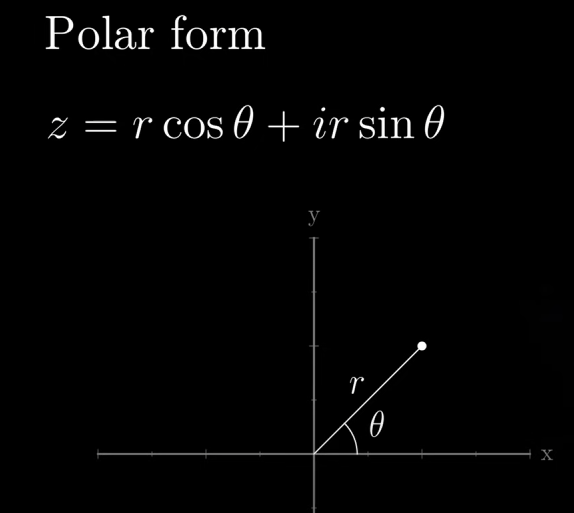 Polar form
z = r cos θ + ir sin θ
y
r
θ
x